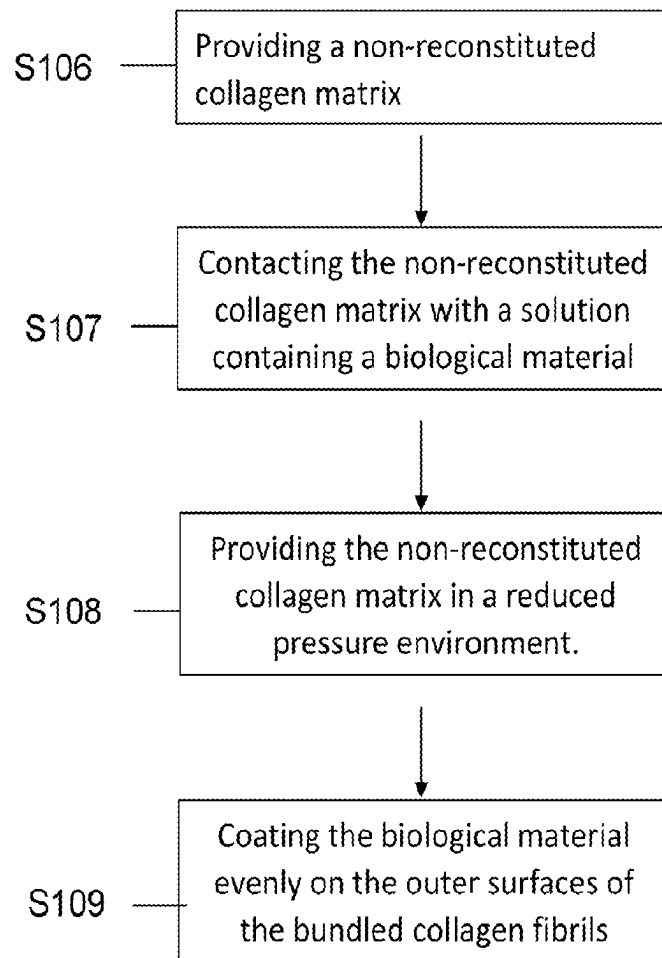 S106
Providing a non-reconstituted
collagen matrix
S107
Contacting the non-reconstituted
collagen matrix with a solution
containing a biological material
S108
Providing the non-reconstituted
collagen matrix in a reduced
pressure environment.
S109
Coating the biological material
evenly on the outer surfaces of
the bundled collagen fibrils